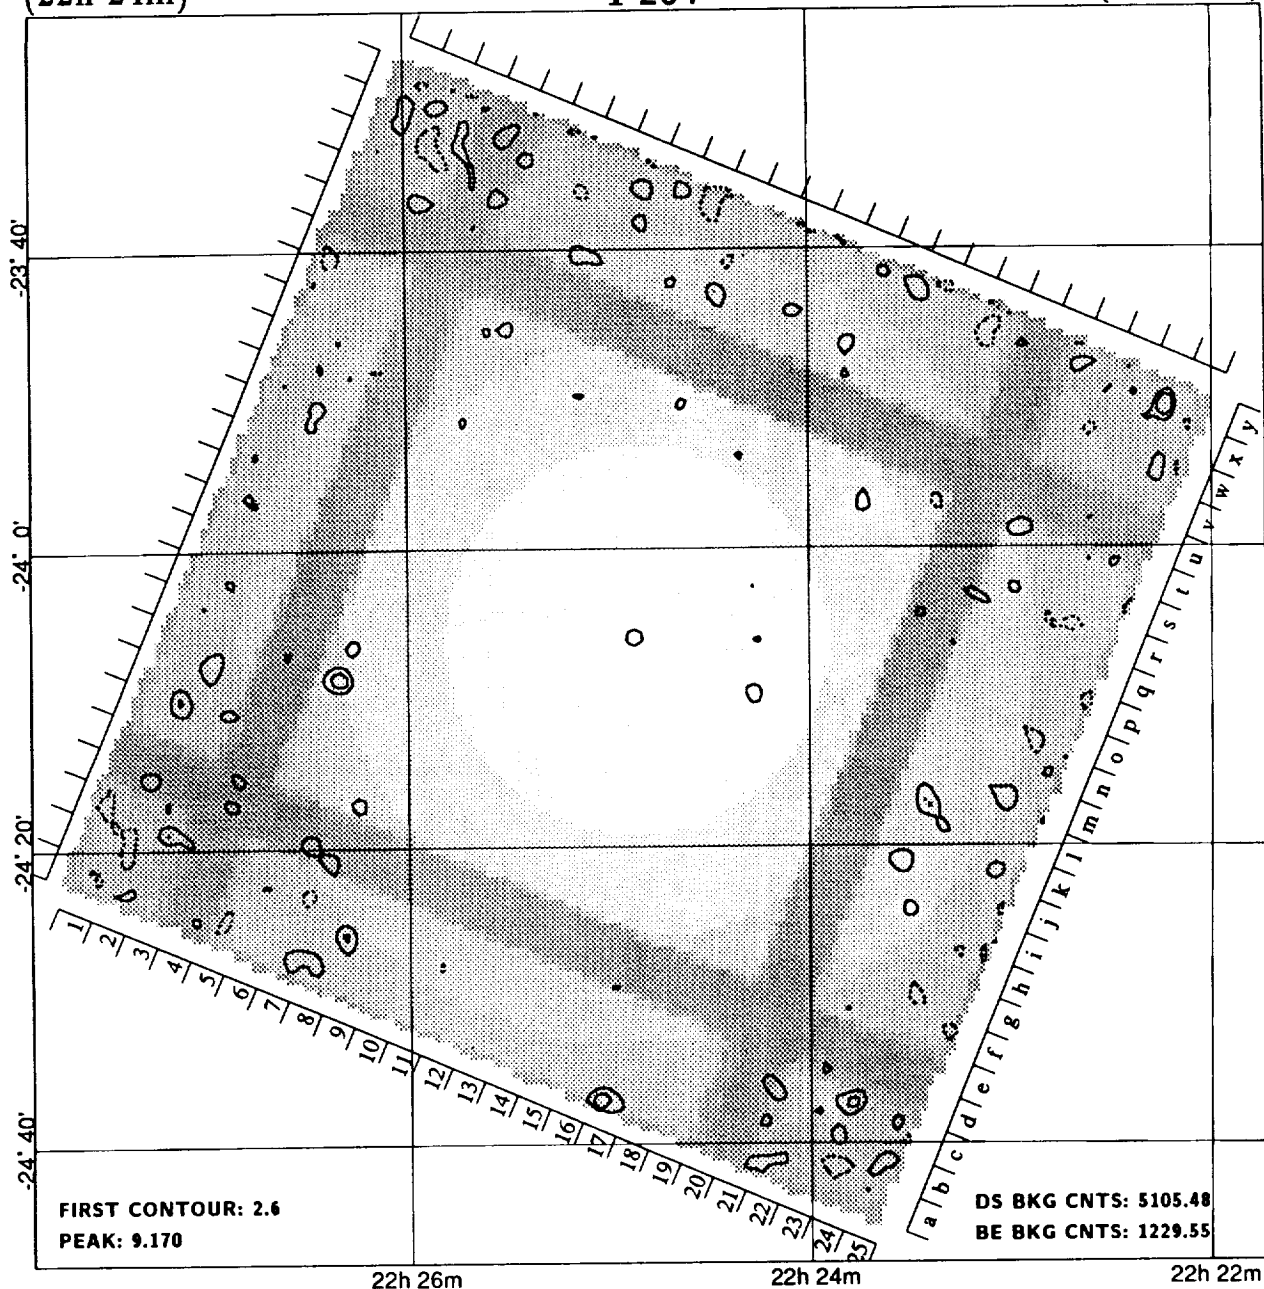 -23° 40'
-24° 0'
-24° 20'
-24° 40'
1 2 3 4 5 6 7 8 9 10 11 12 13 14 15 16 17 18 19 20 21 22 23 24 25
a b c d e f g h i j k l m n o p q r s t u v w x y
FIRST CONTOUR: 2.6
PEAK: 9.170
DS BKG CNTS: 5105.48
BE BKG CNTS: 1229.55
22h 26m
22h 24m
22h 22m